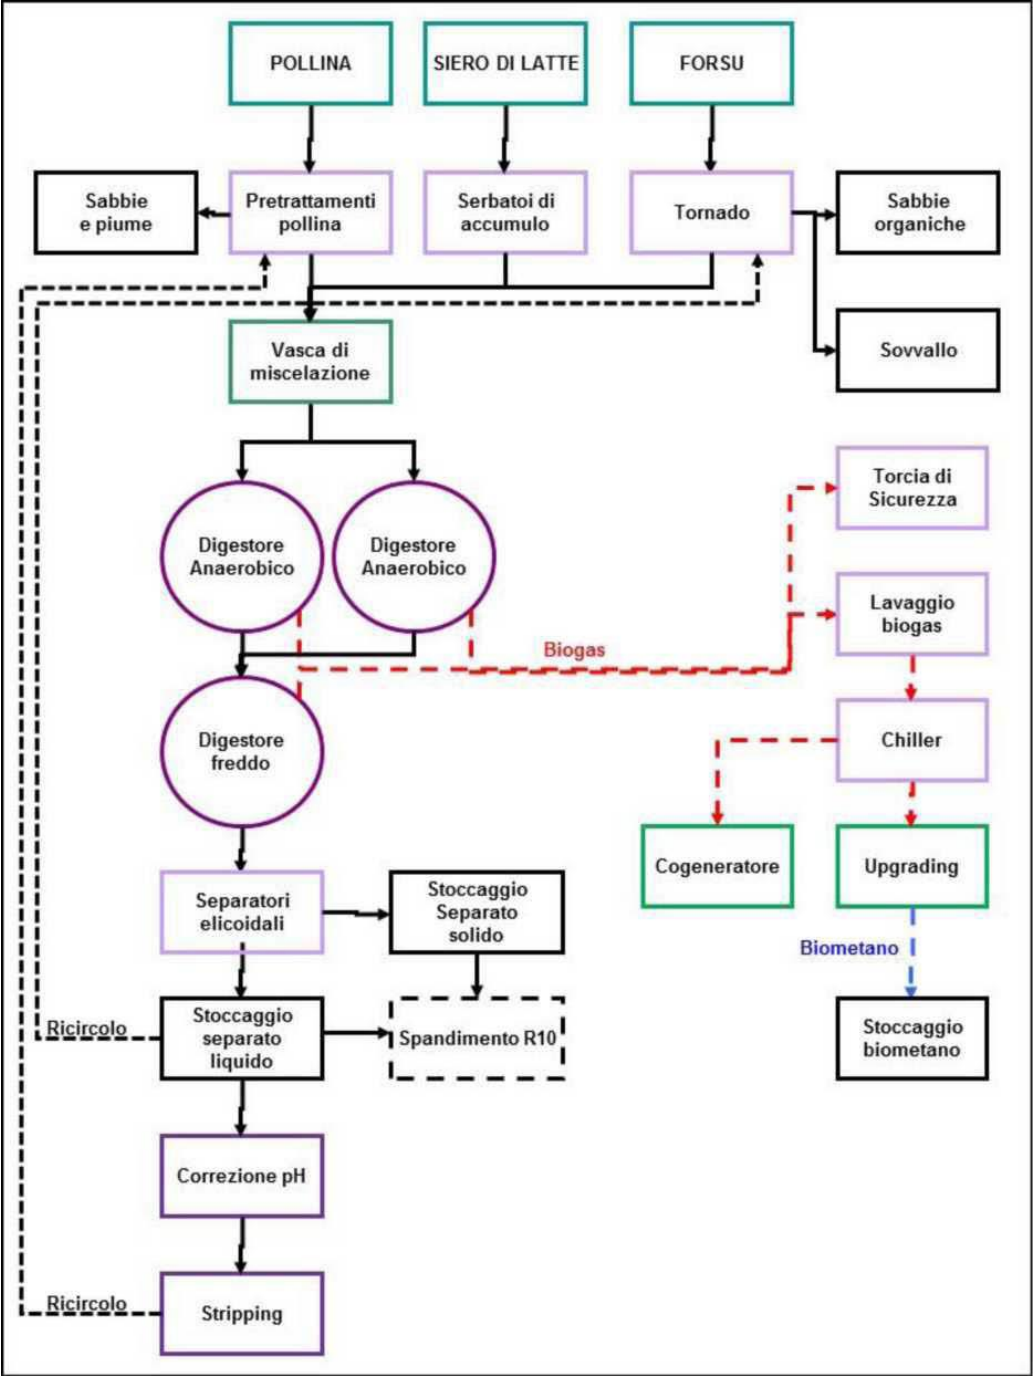 POLLINA
SIERO DI LATTE
FORSU
Sabbie
e piume
Pretrattamenti
pollina
Serbatoi di
accumulo
Tornado
Sabbie
organiche
Vasca di
miscelazione
Sovvallo
Digestore
Anaerobico
Digestore
Anaerobico
Torcia di
Sicurezza
Lavaggio
biogas
Biogas
Digestore
freddo
Chiller
Cogeneratore
Upgrading
Separatori
elicoidali
Stoccaggio
Separato
solido
Biometano
Ricircolo
Stoccaggio
separato
liquido
Spandimento R10
Stoccaggio
biometano
Correzione pH
Ricircolo
Stripping